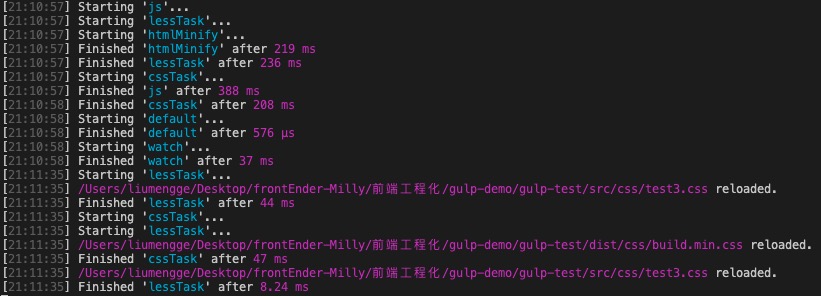 [21:10:57] Starting 'js'...
[21:10:57] Starting 'lessTask'...
[21:10:57] Starting 'htmlMinify'...
[21:10:57] Finished 'htmlMinify' after 219 ms
[21:10:57] Finished 'lessTask' after 236 ms
[21:10:57] Starting 'cssTask'...
[21:10:57] Finished 'js' after 388 ms
[21:10:58] Finished 'cssTask' after 208 ms
[21:10:58] Starting 'default'...
[21:10:58] Finished 'default' after 576 μs
[21:10:58] Starting 'watch'...
[21:10:58] Finished 'watch' after 37 ms
[21:11:35] Starting 'lessTask'...
[21:11:35] /Users/liumengge/Desktop/frontEnder-Milly/前端工程化/gulp-demo/gulp-test/src/css/test3.css reloaded.
[21:11:35] Finished 'lessTask' after 44 ms
[21:11:35] Starting 'cssTask'...
[21:11:35] Starting 'lessTask'...
[21:11:35] /Users/liumengge/Desktop/frontEnder-Milly/前端工程化/gulp-demo/gulp-test/dist/css/build.min.css reloaded.
[21:11:35] Finished 'cssTask' after 47 ms
[21:11:35] /Users/liumengge/Desktop/frontEnder-Milly/前端工程化/gulp-demo/gulp-test/src/css/test3.css reloaded.
[21:11:35] Finished 'lessTask' after 8.24 ms